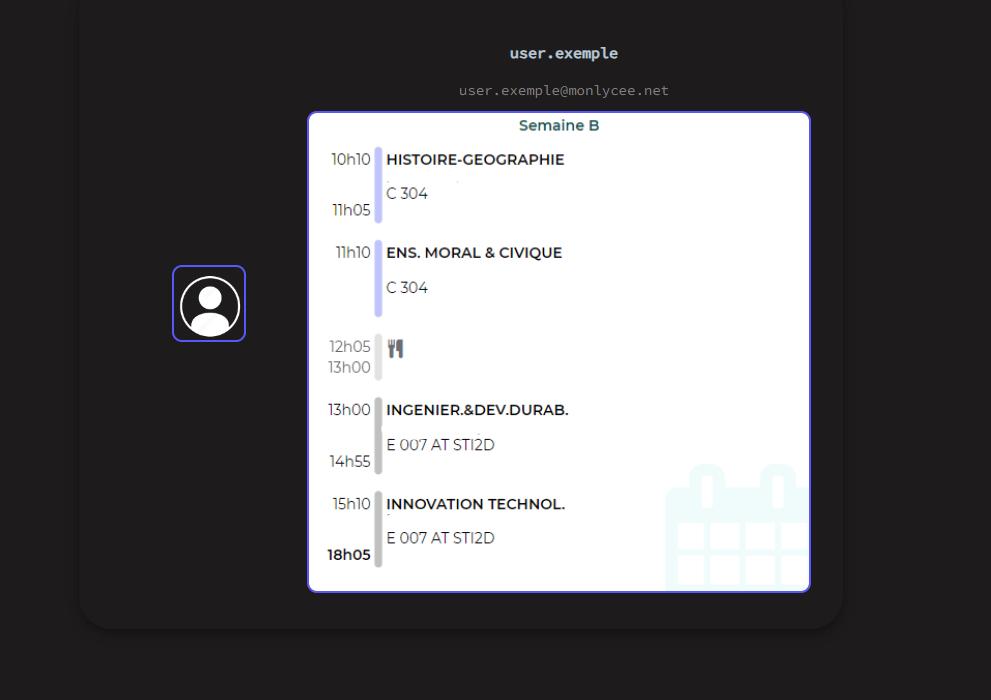 user.exemple
user.exemple@monlycee.net
Semaine B
10h10 HISTOIRE-GEOGRAPHIE
C 304
11h05
11h10 ENS. MORAL & CIVIQUE
C 304
12h05
13h00
13h00 INGENIER.&DEV.DURAB.
E 007 AT STI2D
14h55
15h10 INNOVATION TECHNOL.
E 007 AT STI2D
18h05